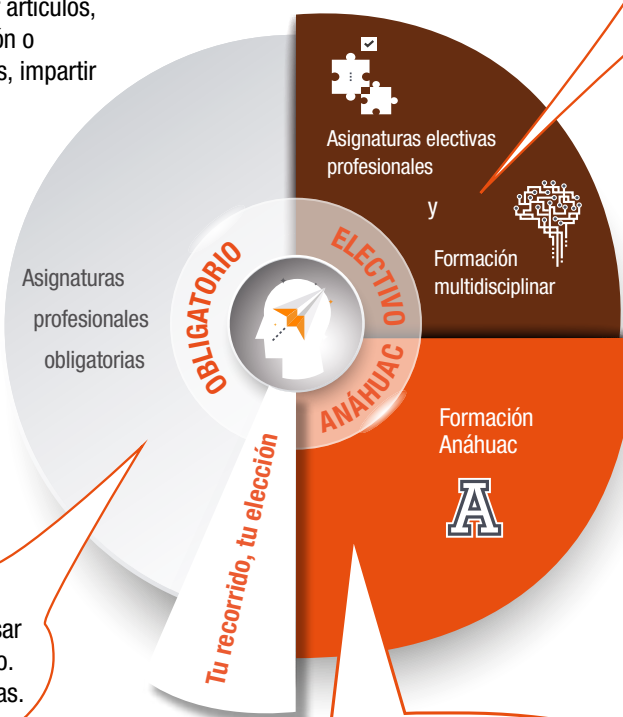 artículos,
ón o
s, impartir
Asignaturas electivas
profesionales
y
Formación
multidisciplinar
OBLIGATORIO
ELECTIVO
ANÁHUAC
Asignaturas
profesionales
obligatorias
Formación
Anáhuac
A
Tu recorrido, tu elección
sar
o.
as.